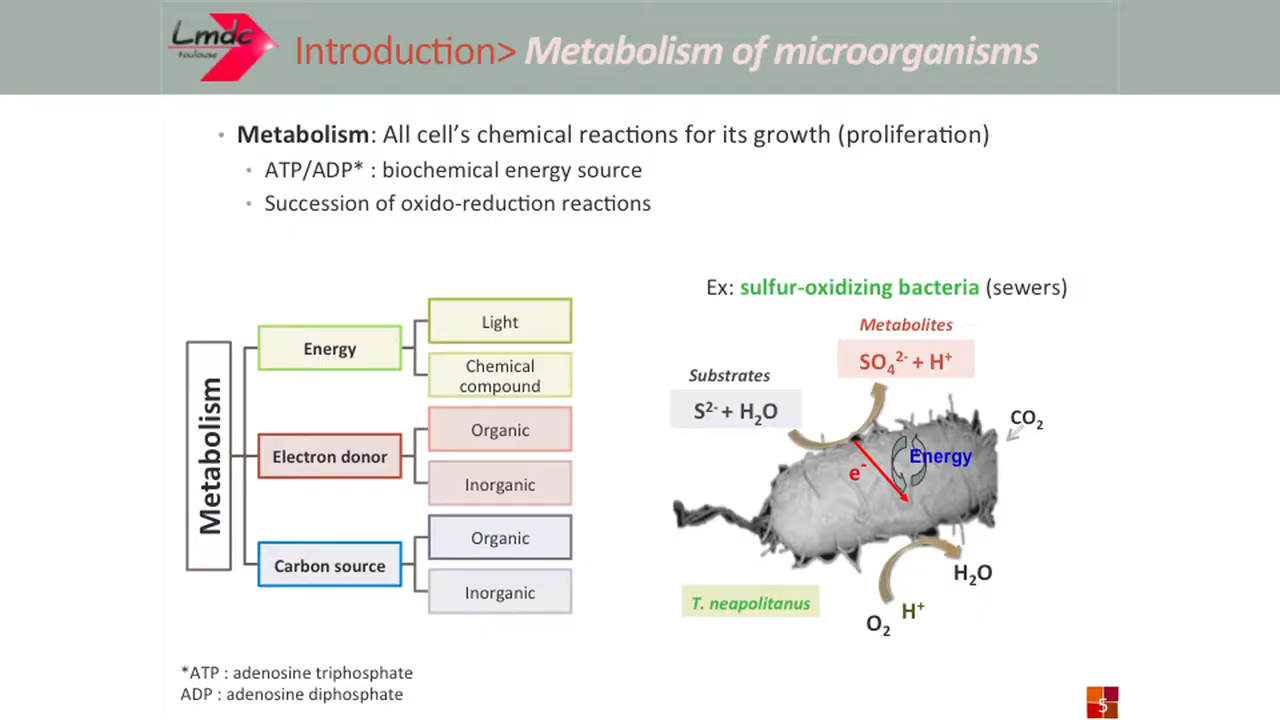 Lmdc
Toulouse
Introduction> Metabolism of microorganisms
• Metabolism: All cell's chemical reactions for its growth (proliferation)
• ATP/ADP* : biochemical energy source
• Succession of oxido-reduction reactions
Metabolism
Energy
Light
Chemical
compound
Electron donor
Organic
Inorganic
Carbon source
Organic
Inorganic
Ex: sulfur-oxidizing bacteria (sewers)
Metabolites
SO₄²⁻ + H⁺
Substrates
S²⁻ + H₂O
CO₂
Energy
e⁻
H₂O
T. neapolitanus
H⁺
O₂
*ATP : adenosine triphosphate
ADP : adenosine diphosphate
5